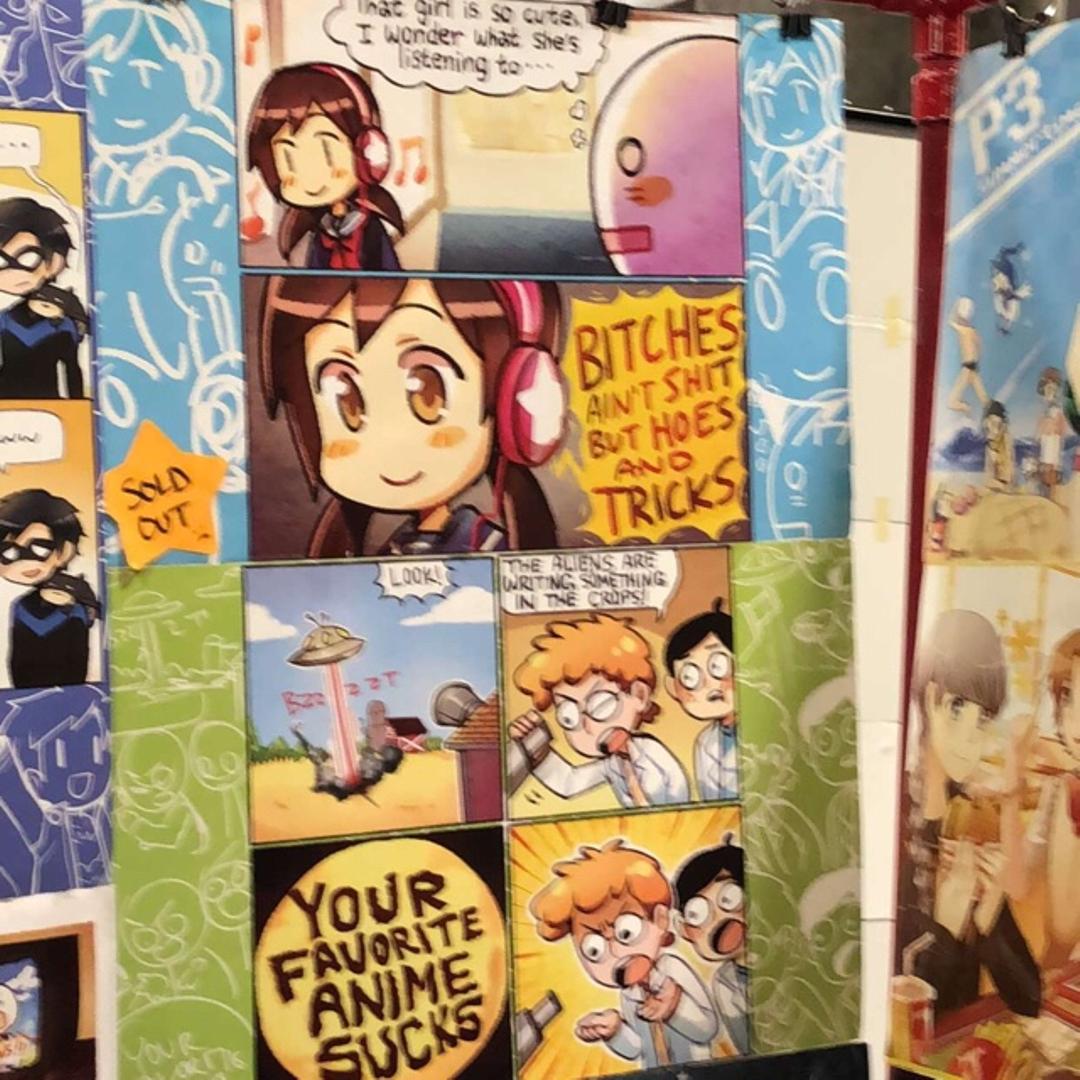 That girl is so cute.
I wonder what she's
listening to...
BITCHES
AIN'T SHIT
BUT HOES
AND
TRICKS
SOLD
OUT
LOOK!
THE ALIENS ARE
WRITING SOMETHING
IN THE CROPS!
YOUR
FAVORITE
ANIME
SUCKS
P3